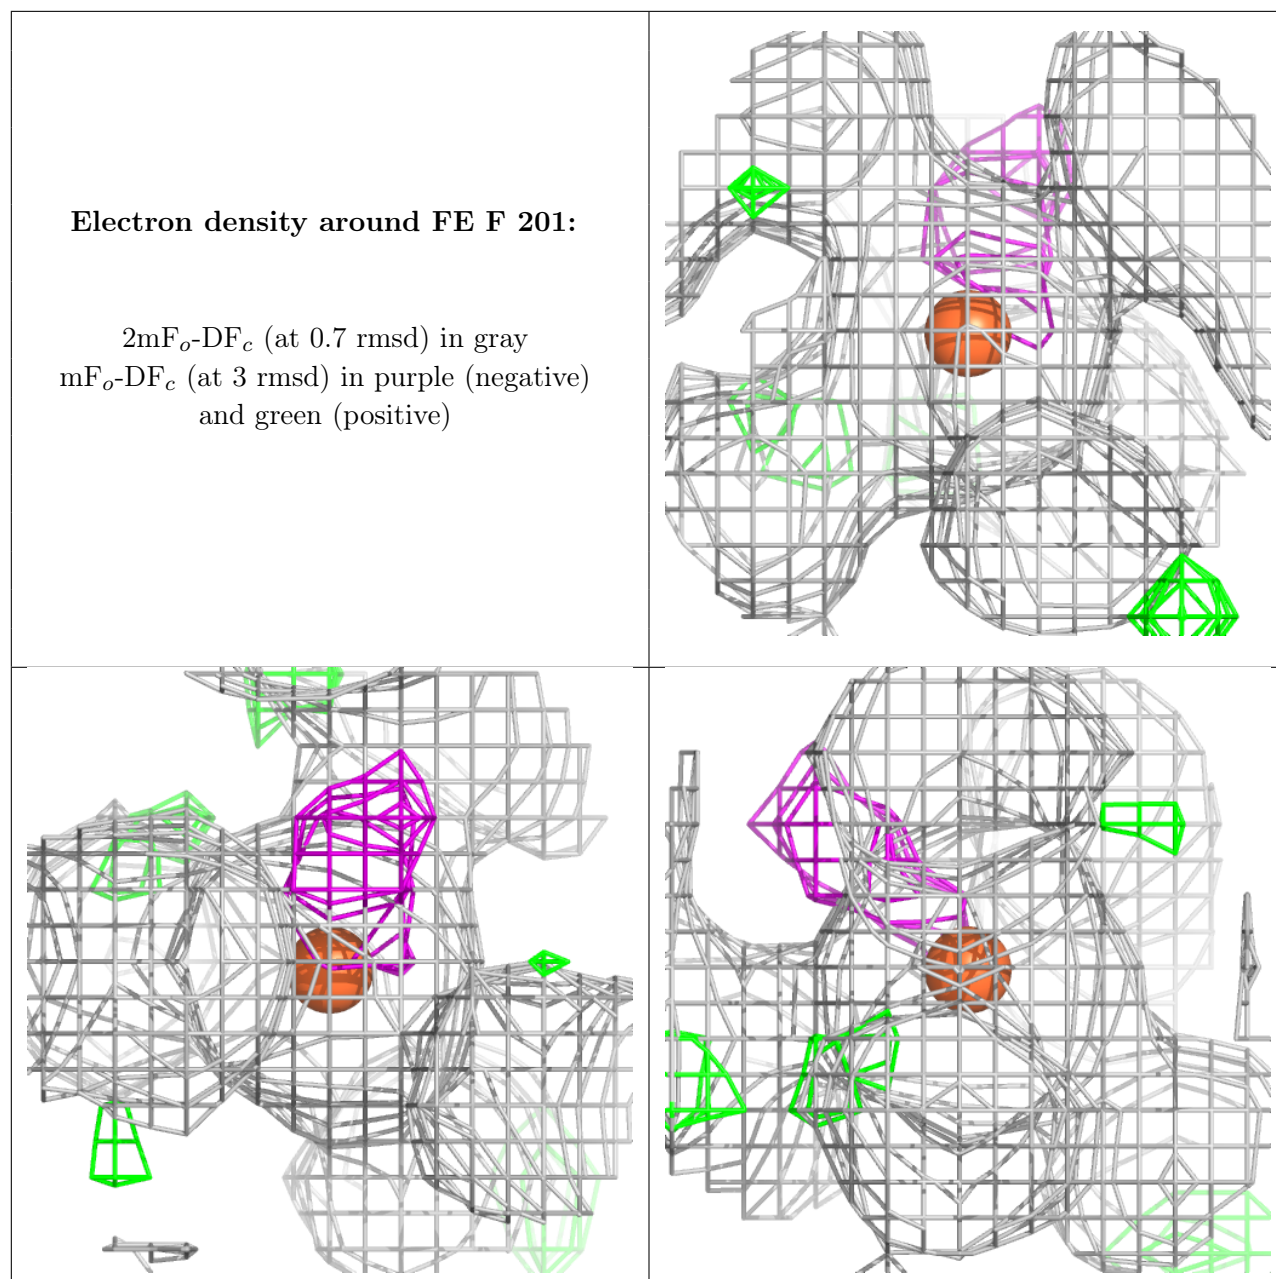 Electron density around FE F 201:
2mFo-DFc (at 0.7 rmsd) in gray
mFo-DFc (at 3 rmsd) in purple (negative)
and green (positive)